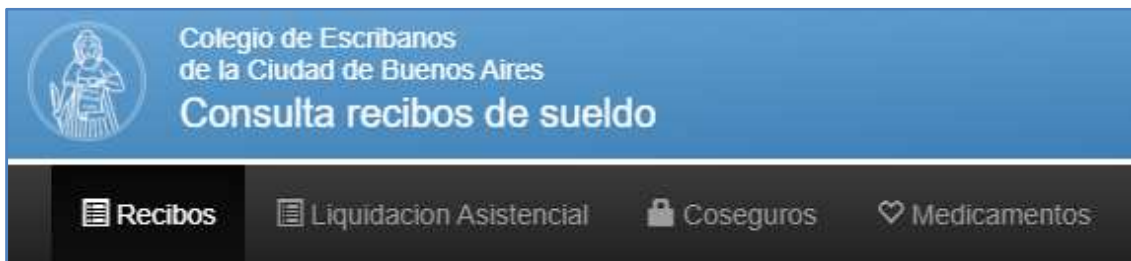 Colegio de Escribanos
de la Ciudad de Buenos Aires
Consulta recibos de sueldo
Recibos Liquidacion Asistencial Coseguros Medicamentos